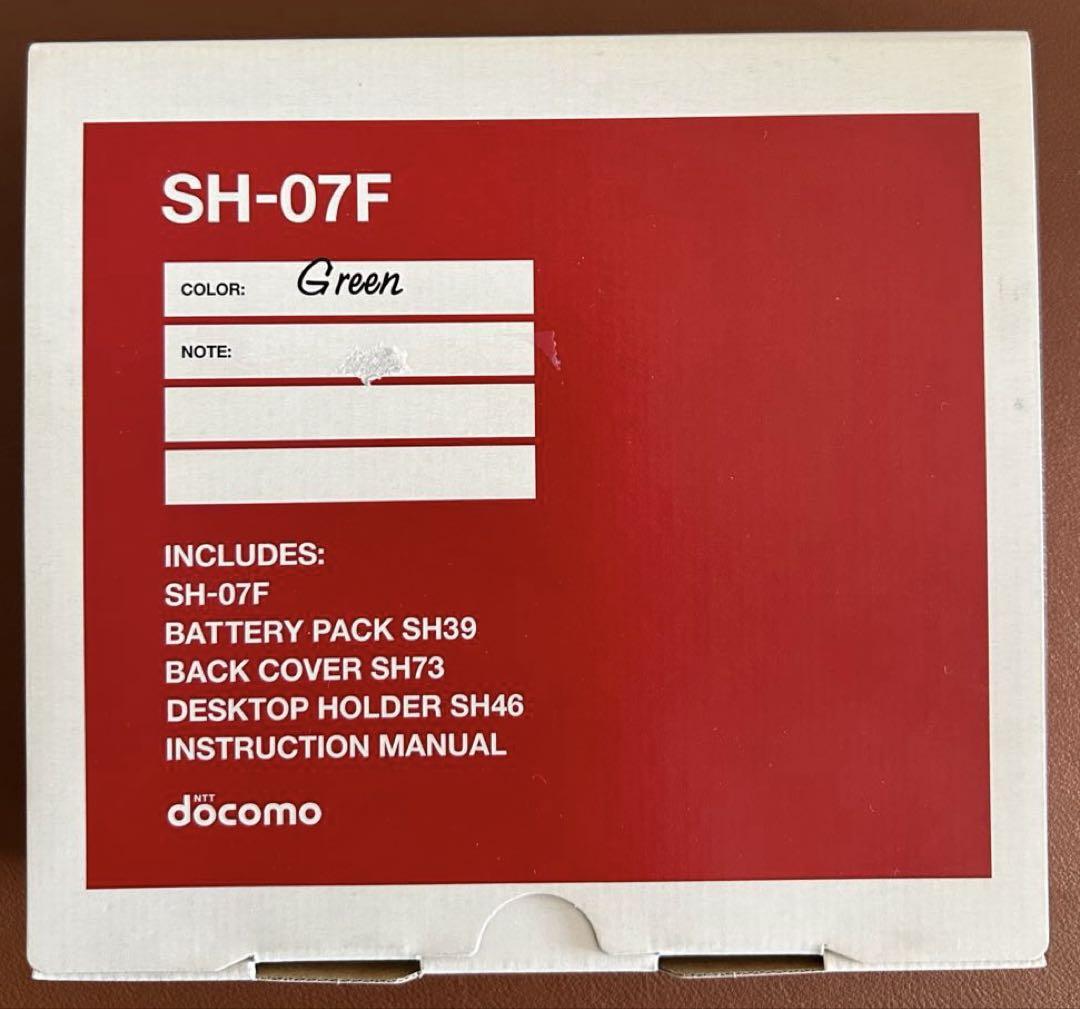 SH-07F
COLOR: Green
NOTE:
INCLUDES:
SH-07F
BATTERY PACK SH39
BACK COVER SH73
DESKTOP HOLDER SH46
INSTRUCTION MANUAL
NTT
docomo